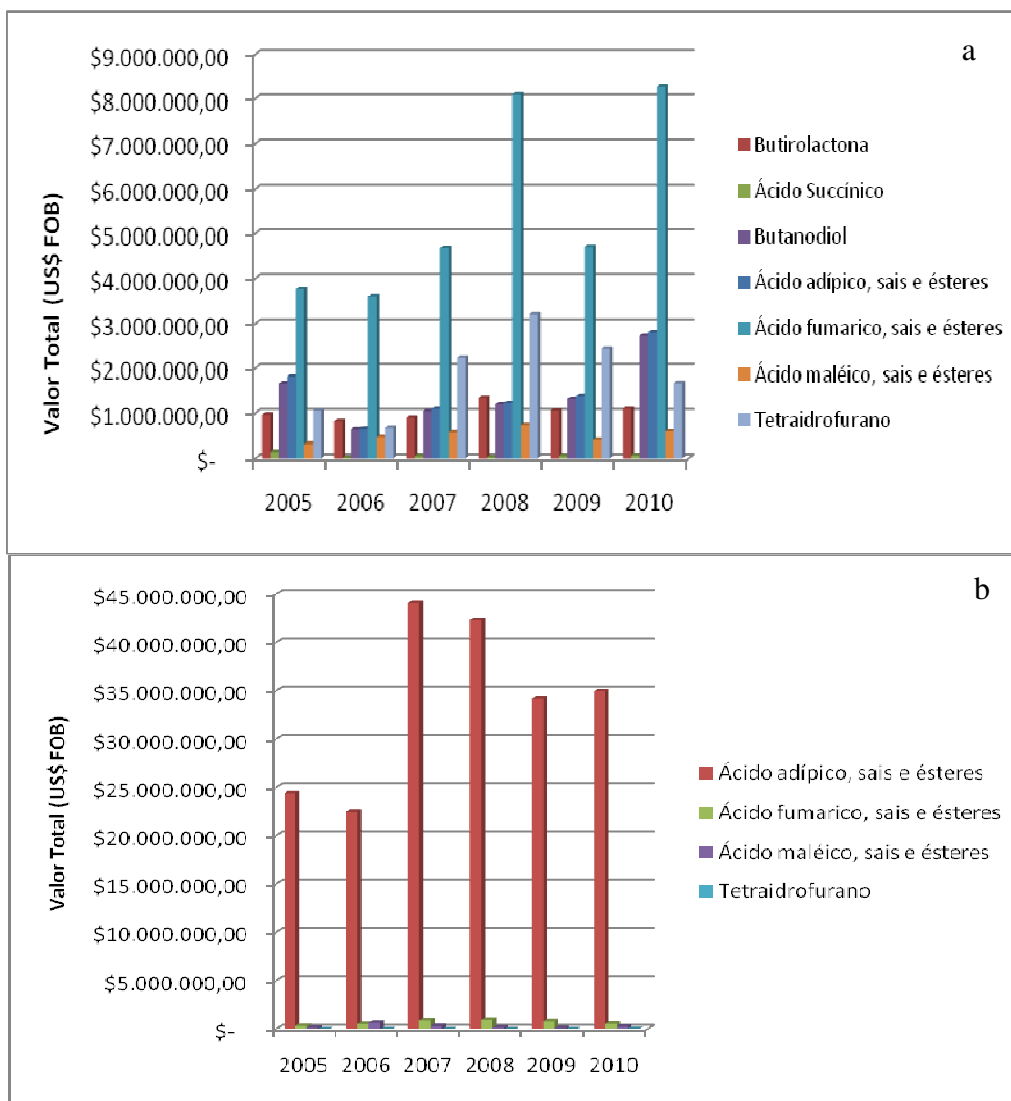 a
Valor Total (US$ FOB)
$9.000.000,00
$8.000.000,00
$7.000.000,00
$6.000.000,00
$5.000.000,00
$4.000.000,00
$3.000.000,00
$2.000.000,00
$1.000.000,00
$-
2005 2006 2007 2008 2009 2010
Butirolactona
Ácido Succínico
Butanodiol
Ácido adípico, sais e ésteres
Ácido fumarico, sais e ésteres
Ácido maléico, sais e ésteres
Tetraidrofurano
b
Valor Total (US$ FOB)
$45.000.000,00
$40.000.000,00
$35.000.000,00
$30.000.000,00
$25.000.000,00
$20.000.000,00
$15.000.000,00
$10.000.000,00
$5.000.000,00
$-
2005 2006 2007 2008 2009 2010
Ácido adípico, sais e ésteres
Ácido fumarico, sais e ésteres
Ácido maléico, sais e ésteres
Tetraidrofurano